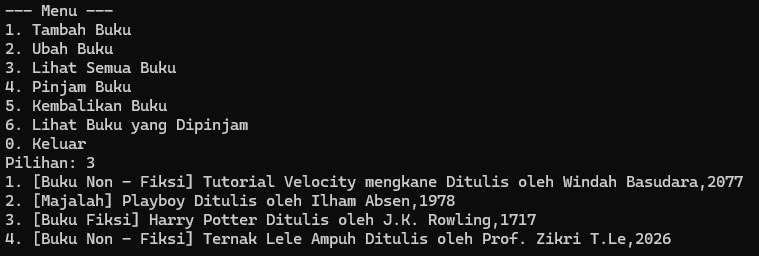 --- Menu ---
1. Tambah Buku
2. Ubah Buku
3. Lihat Semua Buku
4. Pinjam Buku
5. Kembalikan Buku
6. Lihat Buku yang Dipinjam
0. Keluar
Pilihan: 3
1. [Buku Non - Fiksi] Tutorial Velocity mengkane Ditulis oleh Windah Basudara,2077
2. [Majalah] Playboy Ditulis oleh Ilham Absen,1978
3. [Buku Fiksi] Harry Potter Ditulis oleh J.K. Rowling,1717
4. [Buku Non - Fiksi] Ternak Lele Ampuh Ditulis oleh Prof. Zikri T.Le,2026